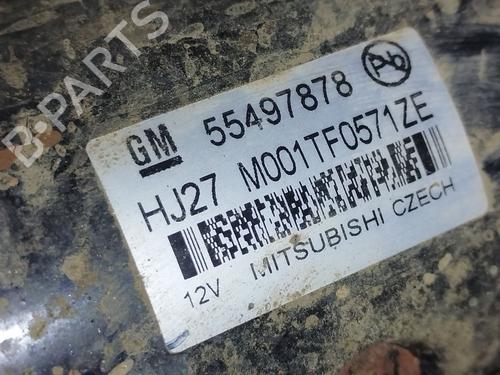 B-PARTS
GM 55497878 Pb
HJ27 M001TF0571ZE
12V MITSUBISHI CZECH